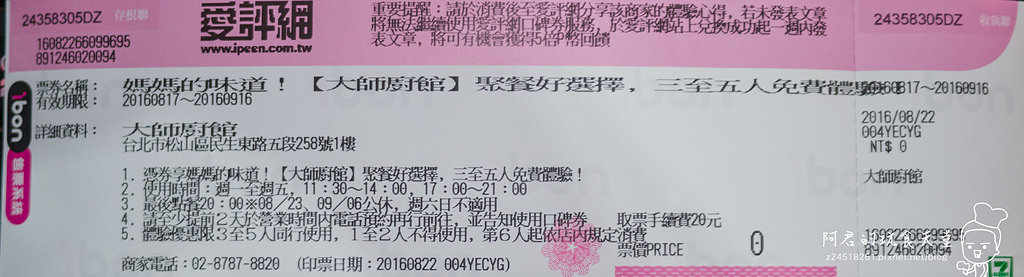 24358305DZ 存根聯
愛評網
www.ipeen.com.tw
重要提醒：請於消費後至愛評網分享該商家的體驗心得，若未發表文章
將無法繼續使用愛評網口碑券服務，於愛評網站上兌換成功起一週內發
表文章，將可有機會獲得5倍P幣回饋
24358305DZ 收執聯
16082266099695
891246020094
票券名稱： 媽媽的味道！【大師廚館】聚餐好選擇，三至五人免費體驗！
有效期限： 20160817～20160916
20160817～20160916
2016/08/22
004YECYG
NT$ 0
詳細資料： 大師廚館
台北市松山區民生東路五段258號1樓
大師廚館
ibon
售票系統
1. 憑券享媽媽的味道！【大師廚館】聚餐好選擇，三至五人免費體驗！
2. 使用時間：週一至週五，11：30～14：00，17：00～21：00
3. 最後點餐20：00※08／23、09／06公休，週六日不適用
4. 請至少提前2天於營業時間內電話預約再行前往，並告知使用口碑券 取票手續費20元
5. 體驗優惠限3至5人同行使用，1至2人不得使用，第6人起依店內規定消費
票價PRICE 0
商家電話：02-8787-8820 (印票日期：20160822 004YECYG)
16082266099695
891246020094
阿君の玩食天堂
z24518261.pixnet.net/blog